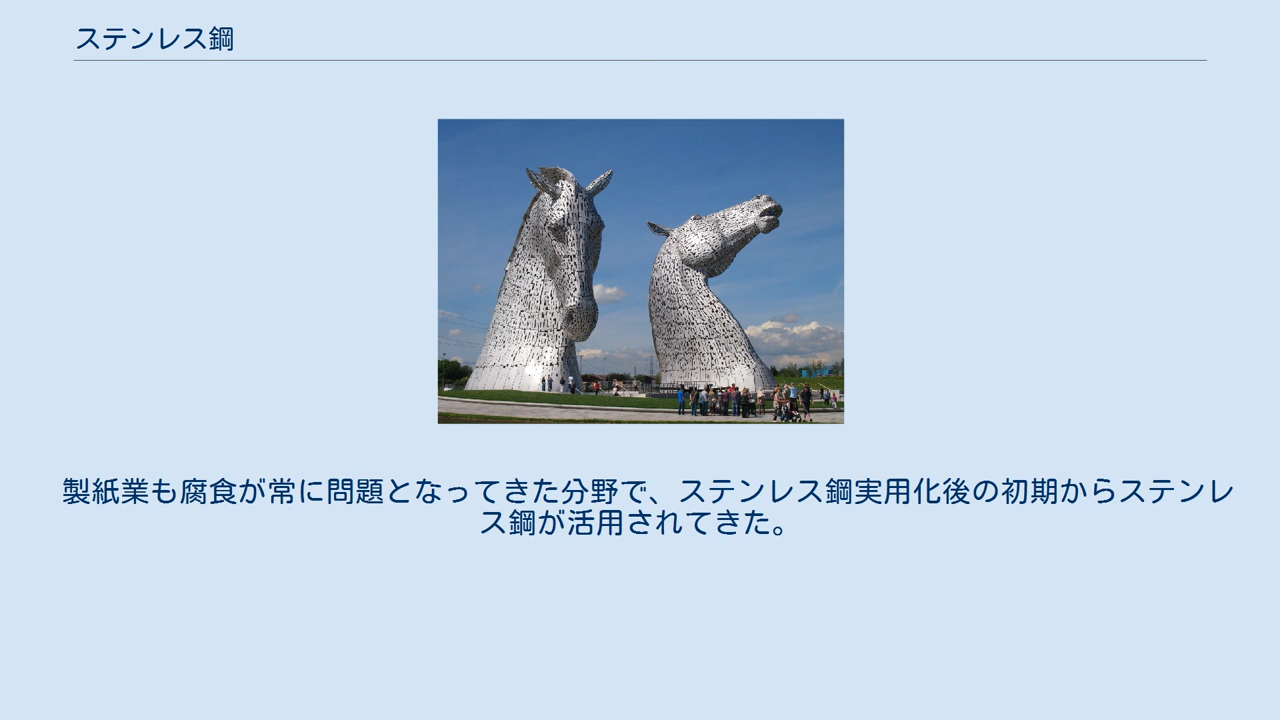 ステンレス鋼
製紙業も腐食が常に問題となってきた分野で、ステンレス鋼実用化後の初期からステンレ
ス鋼が活用されてきた。